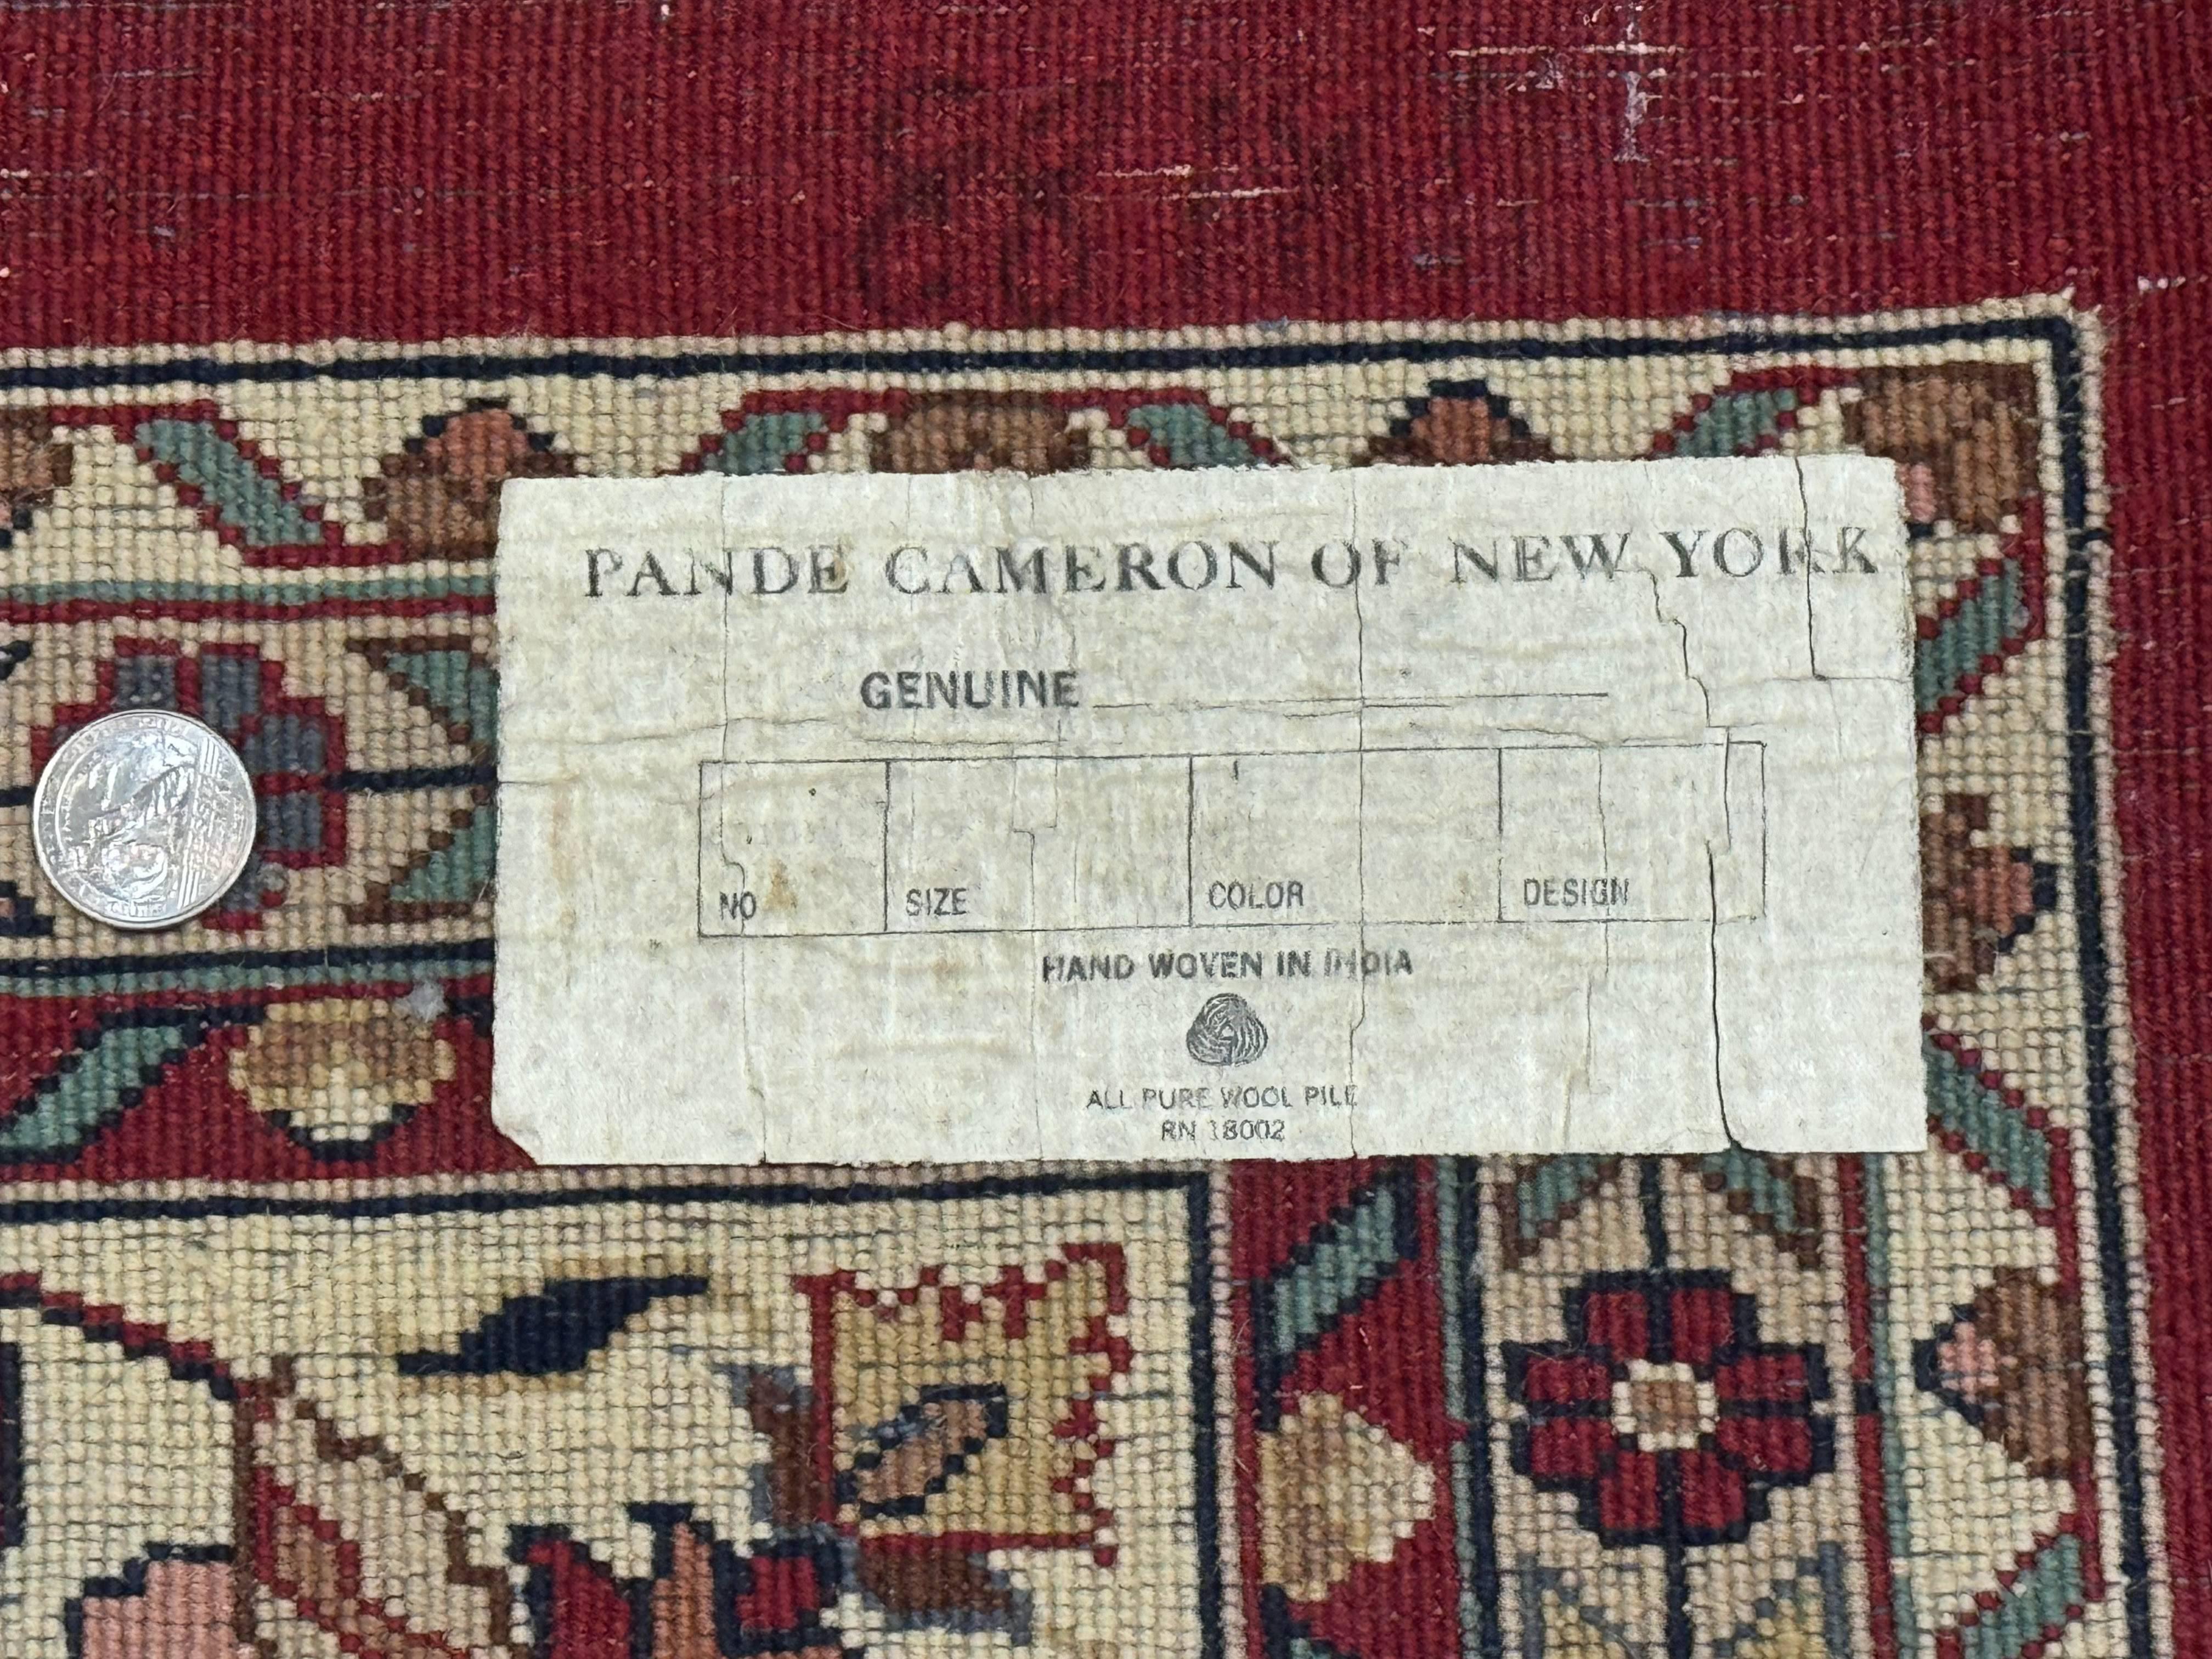 PANDE CAMERON OF NEW YORK
GENUINE
NO SIZE COLOR DESIGN
HAND WOVEN IN INDIA
ALL PURE WOOL PILE
RN 18002